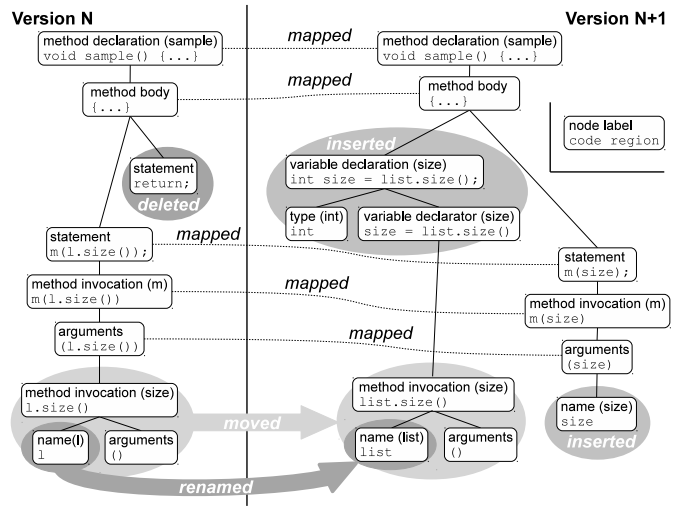 Version N
Version N+1
method declaration (sample)
void sample() {...}
mapped
method declaration (sample)
void sample() {...}
method body
{...}
mapped
method body
{...}
node label
code region
statement
return;
deleted
inserted
variable declaration (size)
int size = list.size();
type (int)
int
variable declarator (size)
size = list.size()
statement
m(l.size());
mapped
statement
m(size);
method invocation (m)
m(l.size())
mapped
method invocation (m)
m(size)
arguments
(l.size())
mapped
arguments
(size)
method invocation (size)
l.size()
moved
method invocation (size)
list.size()
name (size)
size
inserted
name(l)
l
arguments
()
name (list)
list
arguments
()
renamed